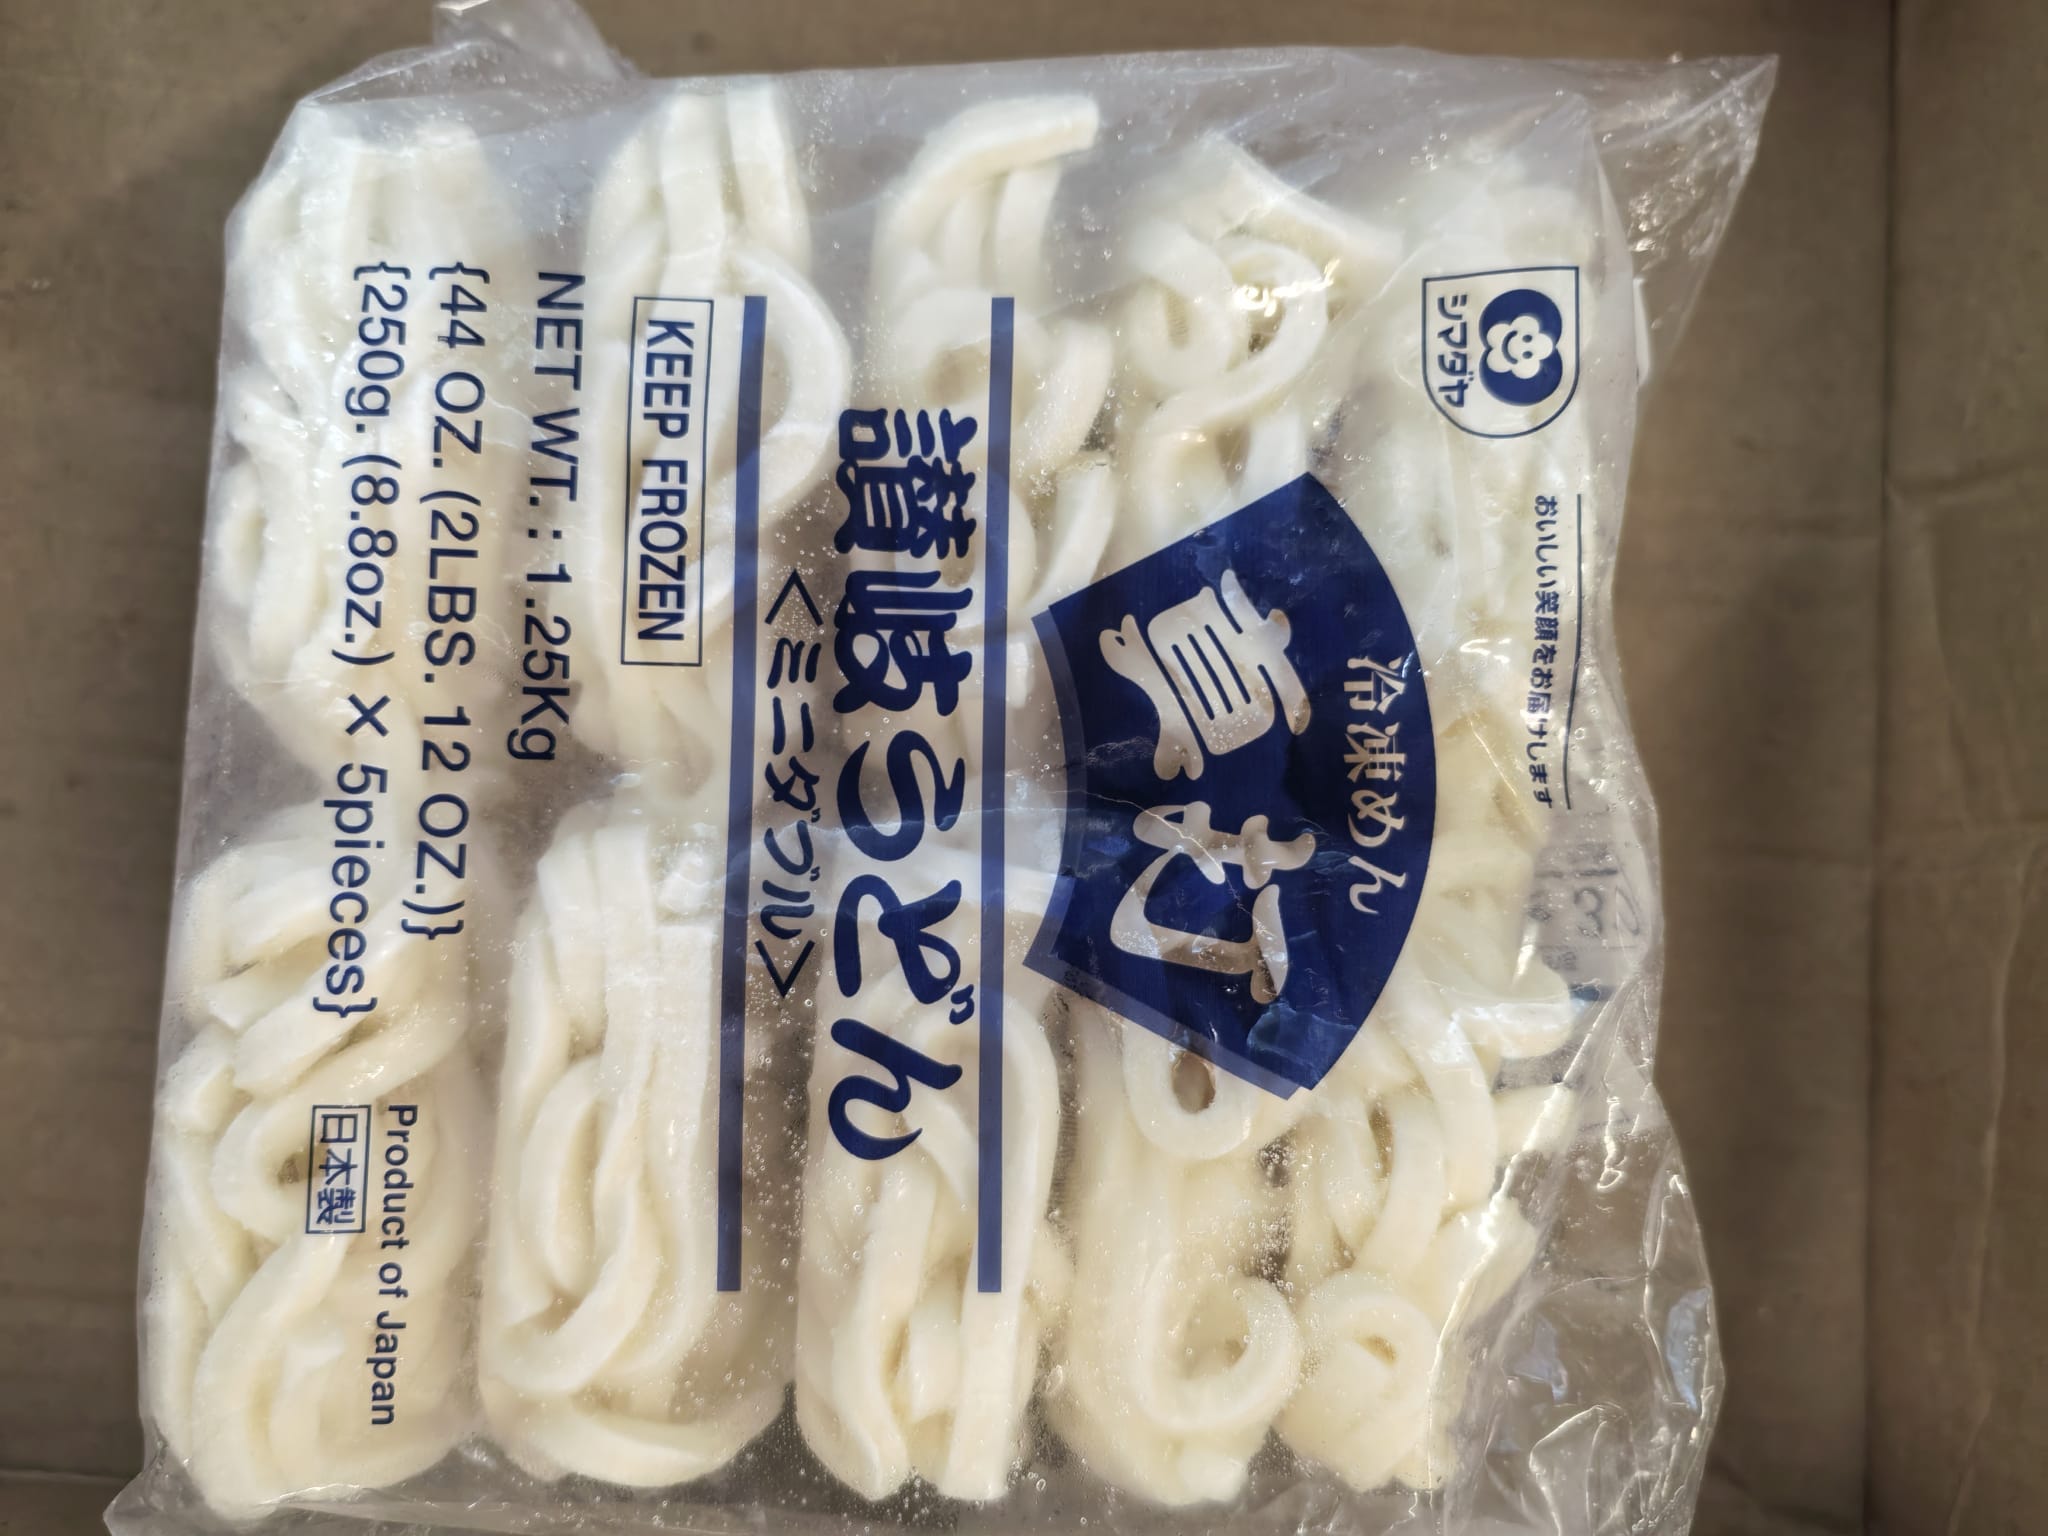 シマダヤ
おいしい笑顔をお届けします
冷凍めん
真打
讃岐うどん
<ミニダブル>
KEEP FROZEN
NET WT. : 1.25Kg
{44 OZ. (2LBS. 12 OZ.)}
{250g. (8.8oz.) × 5pieces}
Product of Japan
日本製